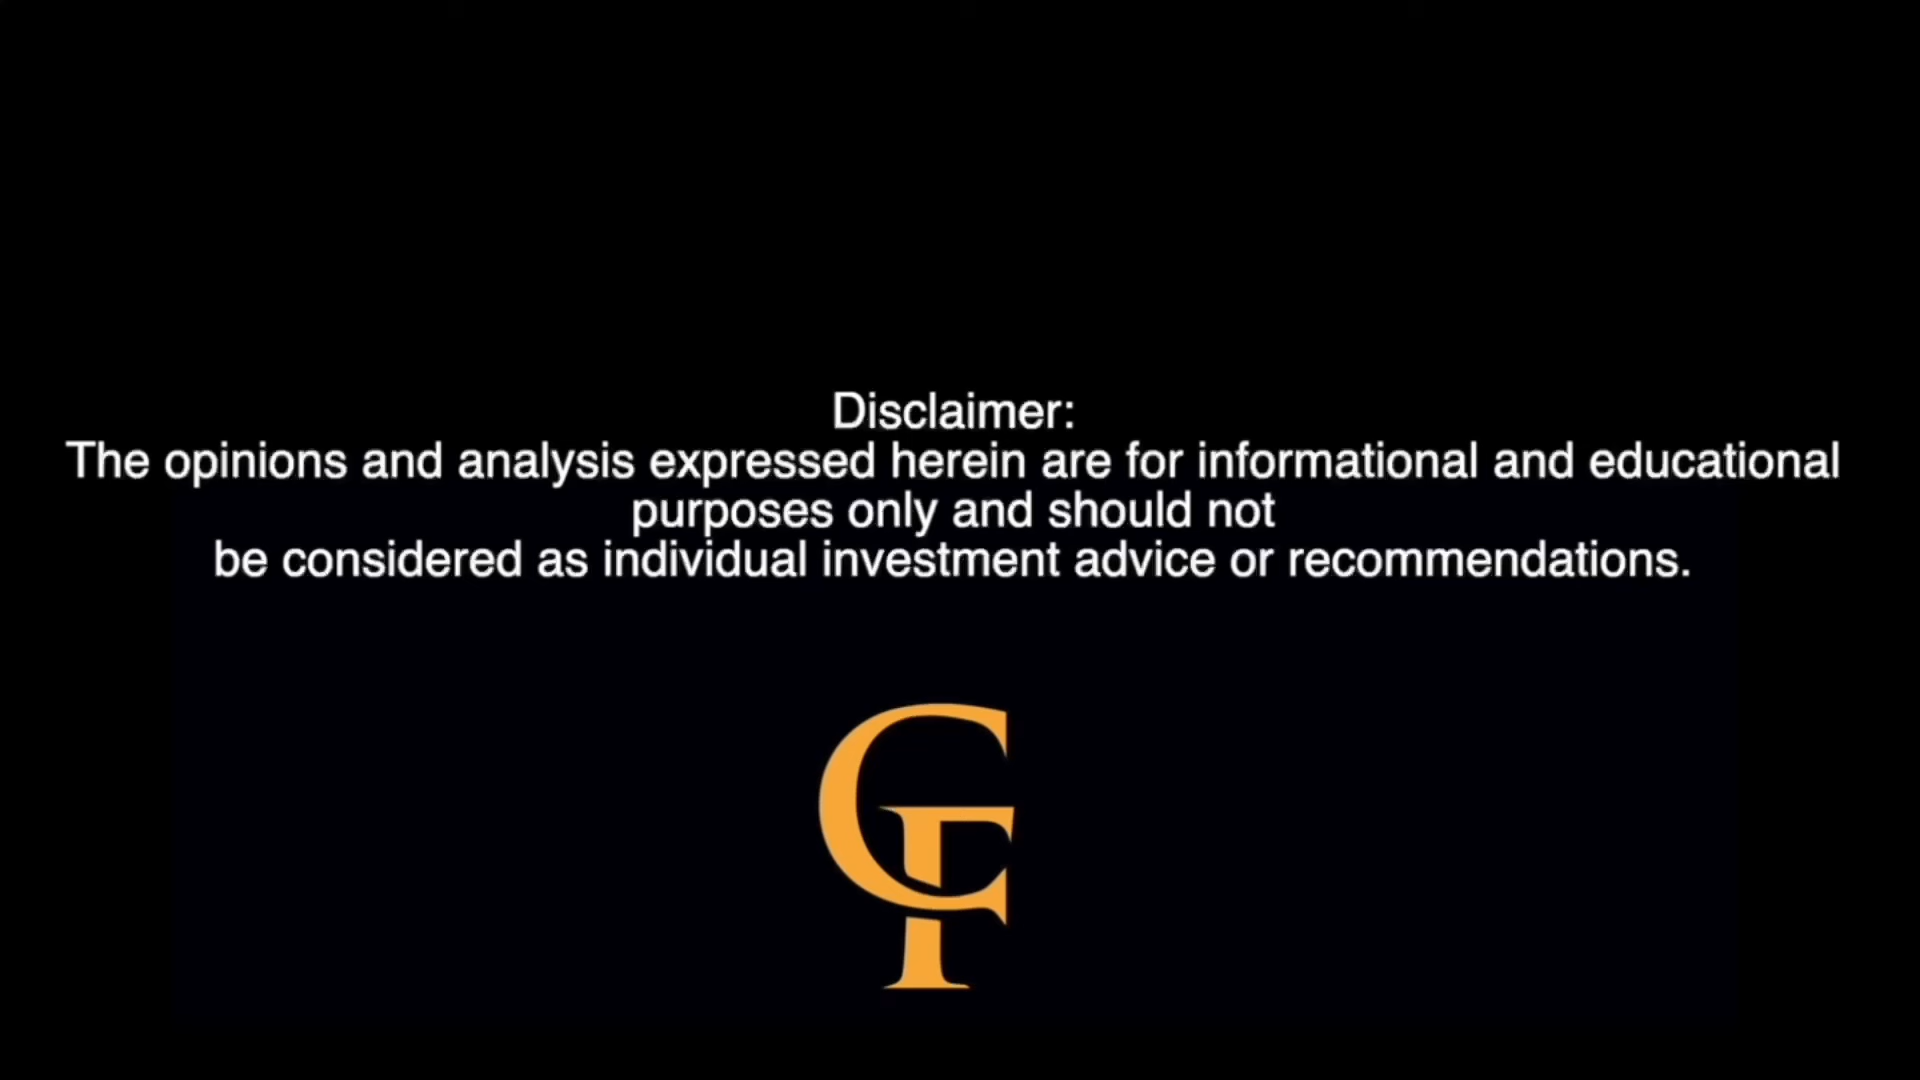 Disclaimer:
The opinions and analysis expressed herein are for informational and educational
purposes only and should not
be considered as individual investment advice or recommendations.
CF